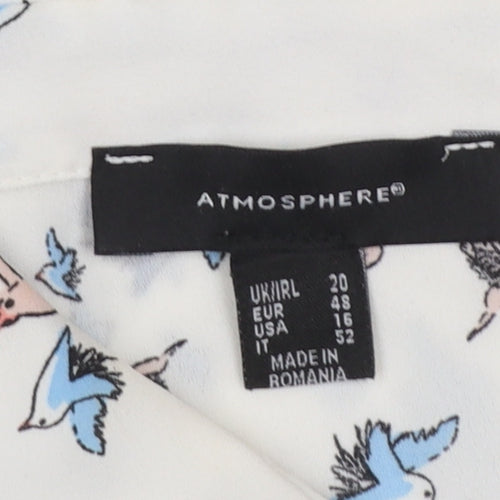 ATMOSPHERE®
UK/IRL 20
EUR 48
USA 16
IT 52
MADE IN
ROMANIA